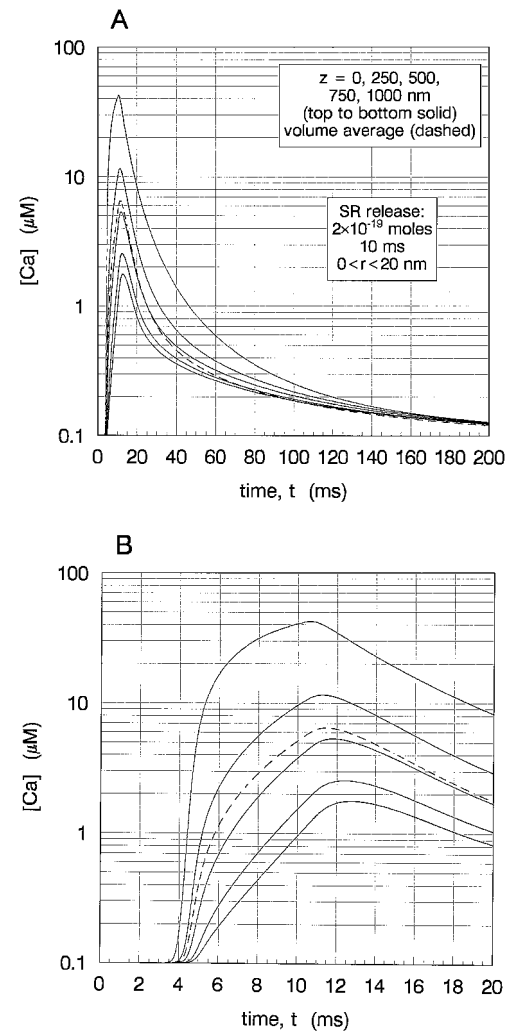 A
100
10
1
0.1
[Ca] (μM)
z = 0, 250, 500,
750, 1000 nm
(top to bottom solid)
volume average (dashed)
SR release:
2×10⁻¹⁹ moles
10 ms
0<r<20 nm
0 20 40 60 80 100 120 140 160 180 200
time, t (ms)
B
100
10
1
0.1
[Ca] (μM)
0 2 4 6 8 10 12 14 16 18 20
time, t (ms)